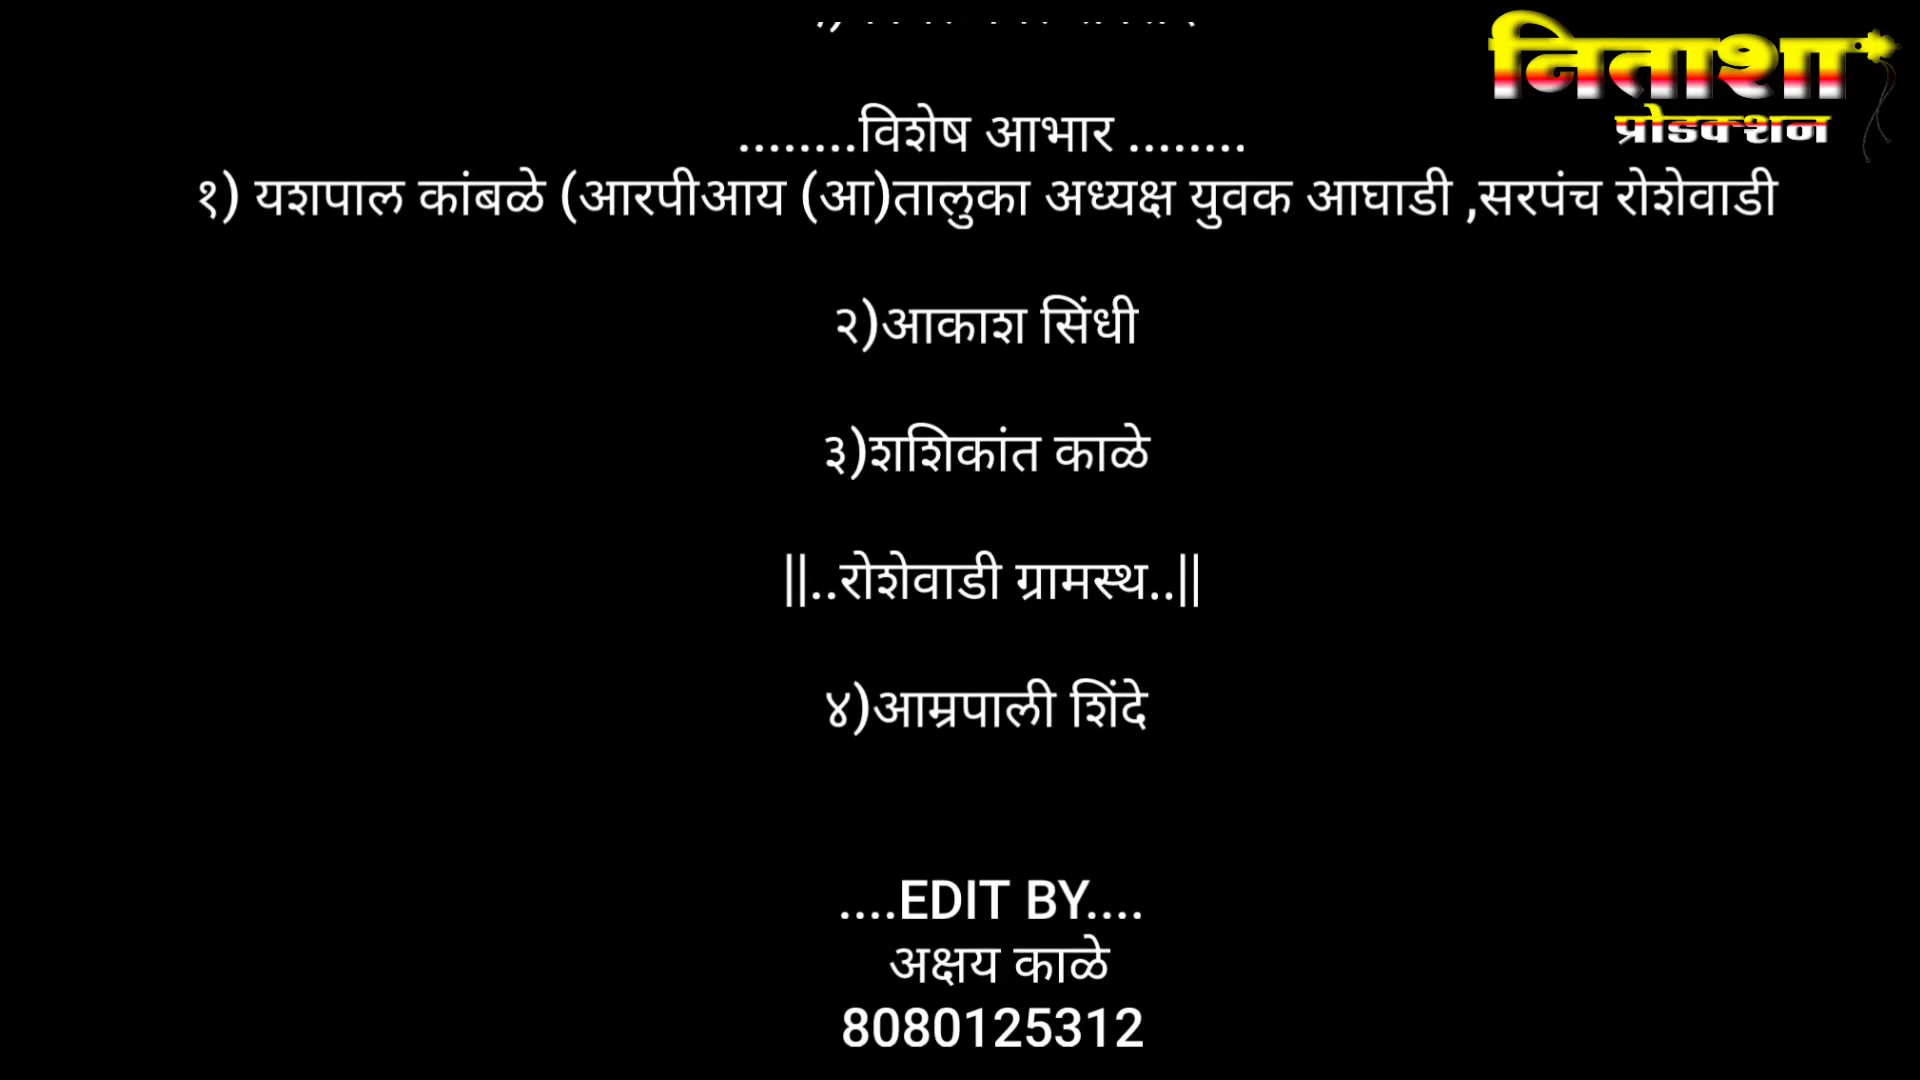 निताशा
प्रोडक्शन
........विशेष आभार ........
१) यशपाल कांबळे (आरपीआय (आ)तालुका अध्यक्ष युवक आघाडी ,सरपंच रोशेवाडी
२)आकाश सिंधी
३)शशिकांत काळे
||..रोशेवाडी ग्रामस्थ..||
४)आम्रपाली शिंदे
....EDIT BY....
अक्षय काळे
8080125312